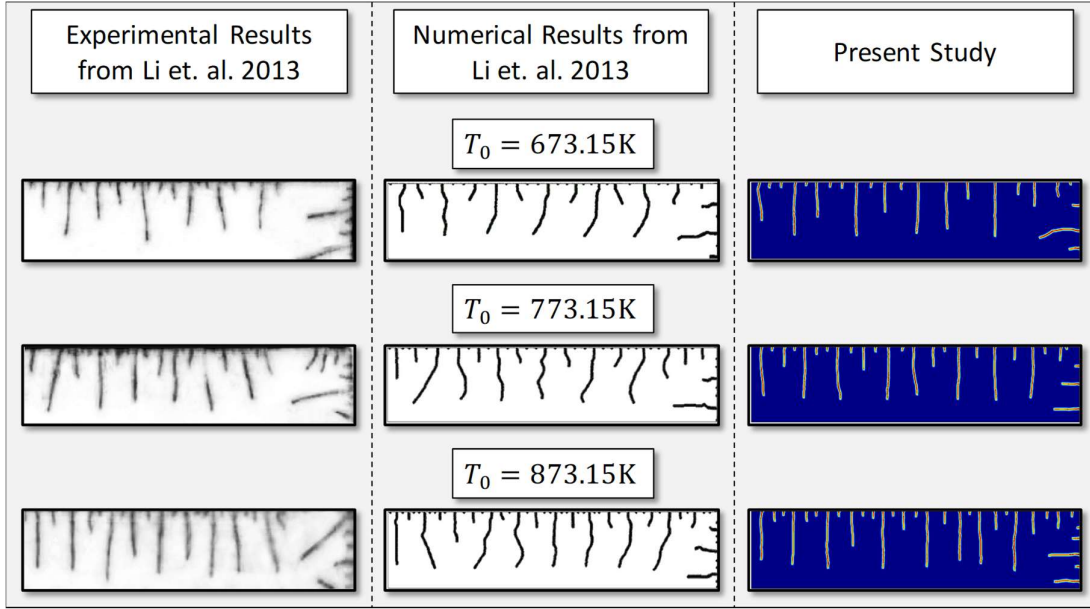 Experimental Results
from Li et. al. 2013
Numerical Results from
Li et. al. 2013
Present Study
T₀ = 673.15K
T₀ = 773.15K
T₀ = 873.15K